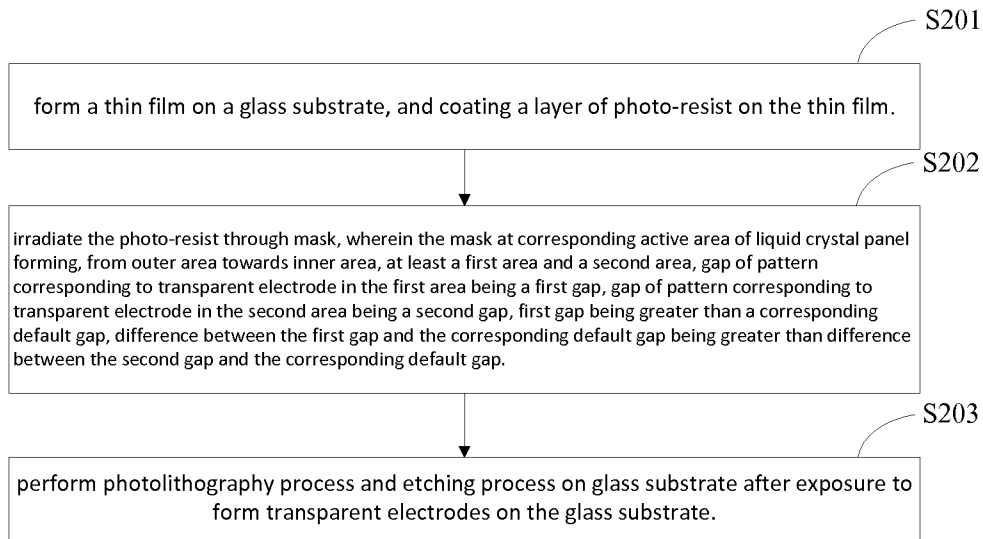 S201
form a thin film on a glass substrate, and coating a layer of photo-resist on the thin film.
S202
irradiate the photo-resist through mask, wherein the mask at corresponding active area of liquid crystal panel
forming, from outer area towards inner area, at least a first area and a second area, gap of pattern
corresponding to transparent electrode in the first area being a first gap, gap of pattern corresponding to
transparent electrode in the second area being a second gap, first gap being greater than a corresponding
default gap, difference between the first gap and the corresponding default gap being greater than difference
between the second gap and the corresponding default gap.
S203
perform photolithography process and etching process on glass substrate after exposure to
form transparent electrodes on the glass substrate.